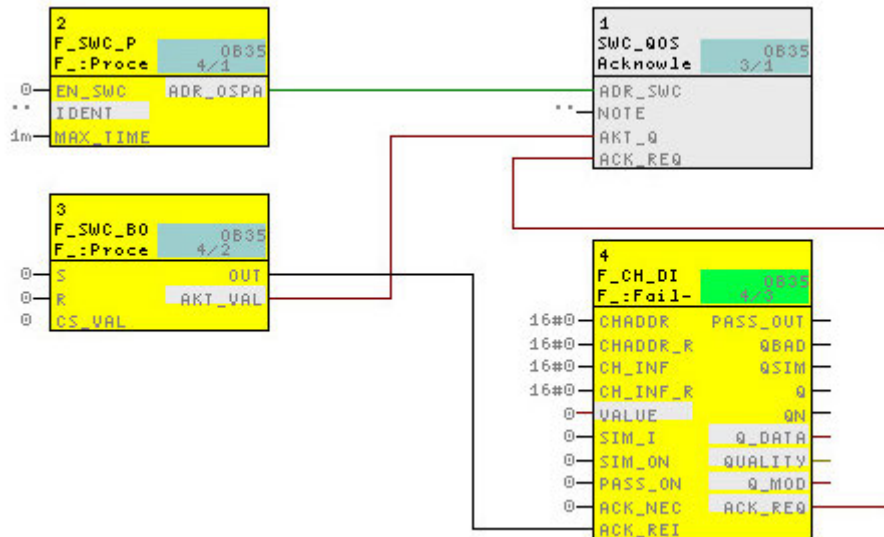 2
F_SWC_P OB35
F_:Proce 4/1
0 EN_SWC ADR_OSPA
.. IDENT
1m MAX_TIME
1
SWC_QOS OB35
Acknowle 3/1
ADR_SWC
.. NOTE
AKT_Q
ACK_REQ
3
F_SWC_BO OB35
F_:Proce 4/2
0 S OUT
0 R AKT_VAL
0 CS_VAL
4
F_CH_DI OB35
F_:Fail- 4/3
16#0 CHADDR PASS_OUT
16#0 CHADDR_R QBAD
16#0 CH_INF QSIM
16#0 CH_INF_R Q
0 VALUE QN
0 SIM_I Q_DATA
0 SIM_ON QUALITY
0 PASS_ON Q_MOD
0 ACK_NEC ACK_REQ
ACK_REI